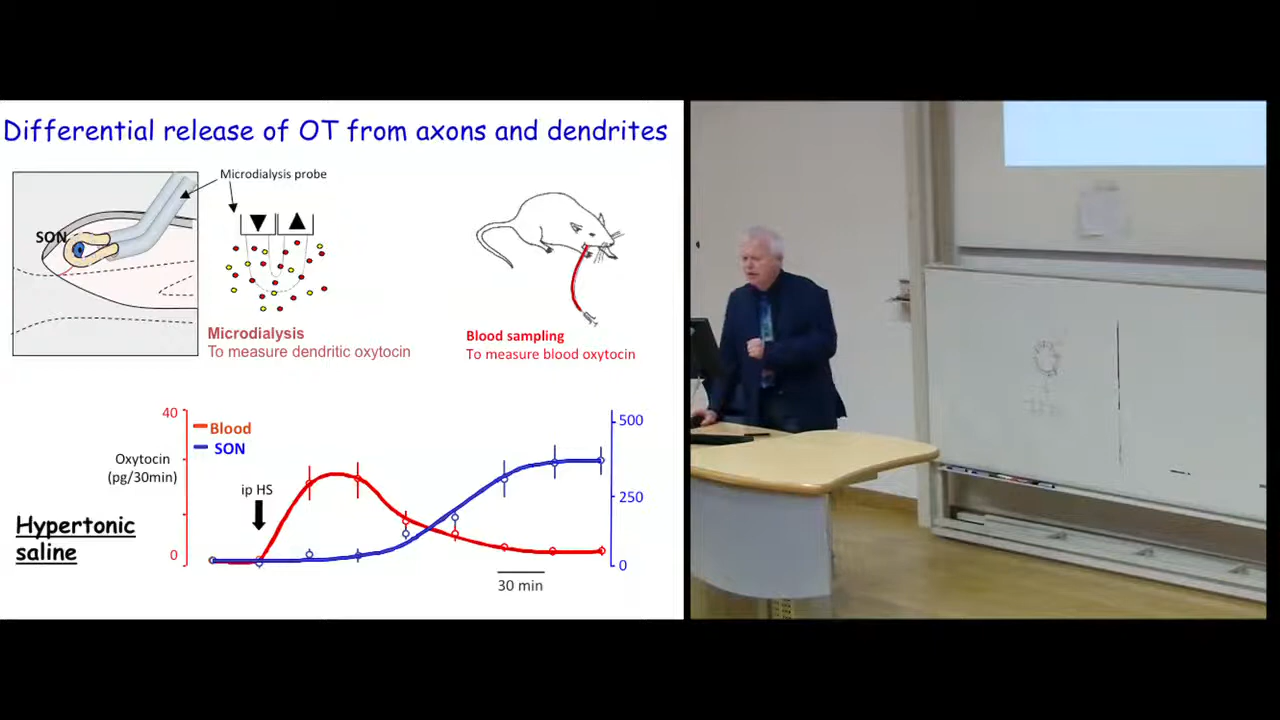 Differential release of OT from axons and dendrites
Microdialysis probe
SON
Microdialysis
To measure dendritic oxytocin
Blood sampling
To measure blood oxytocin
40
Blood
SON
500
Oxytocin
(pg/30min)
ip HS
250
Hypertonic
saline
0
0
30 min